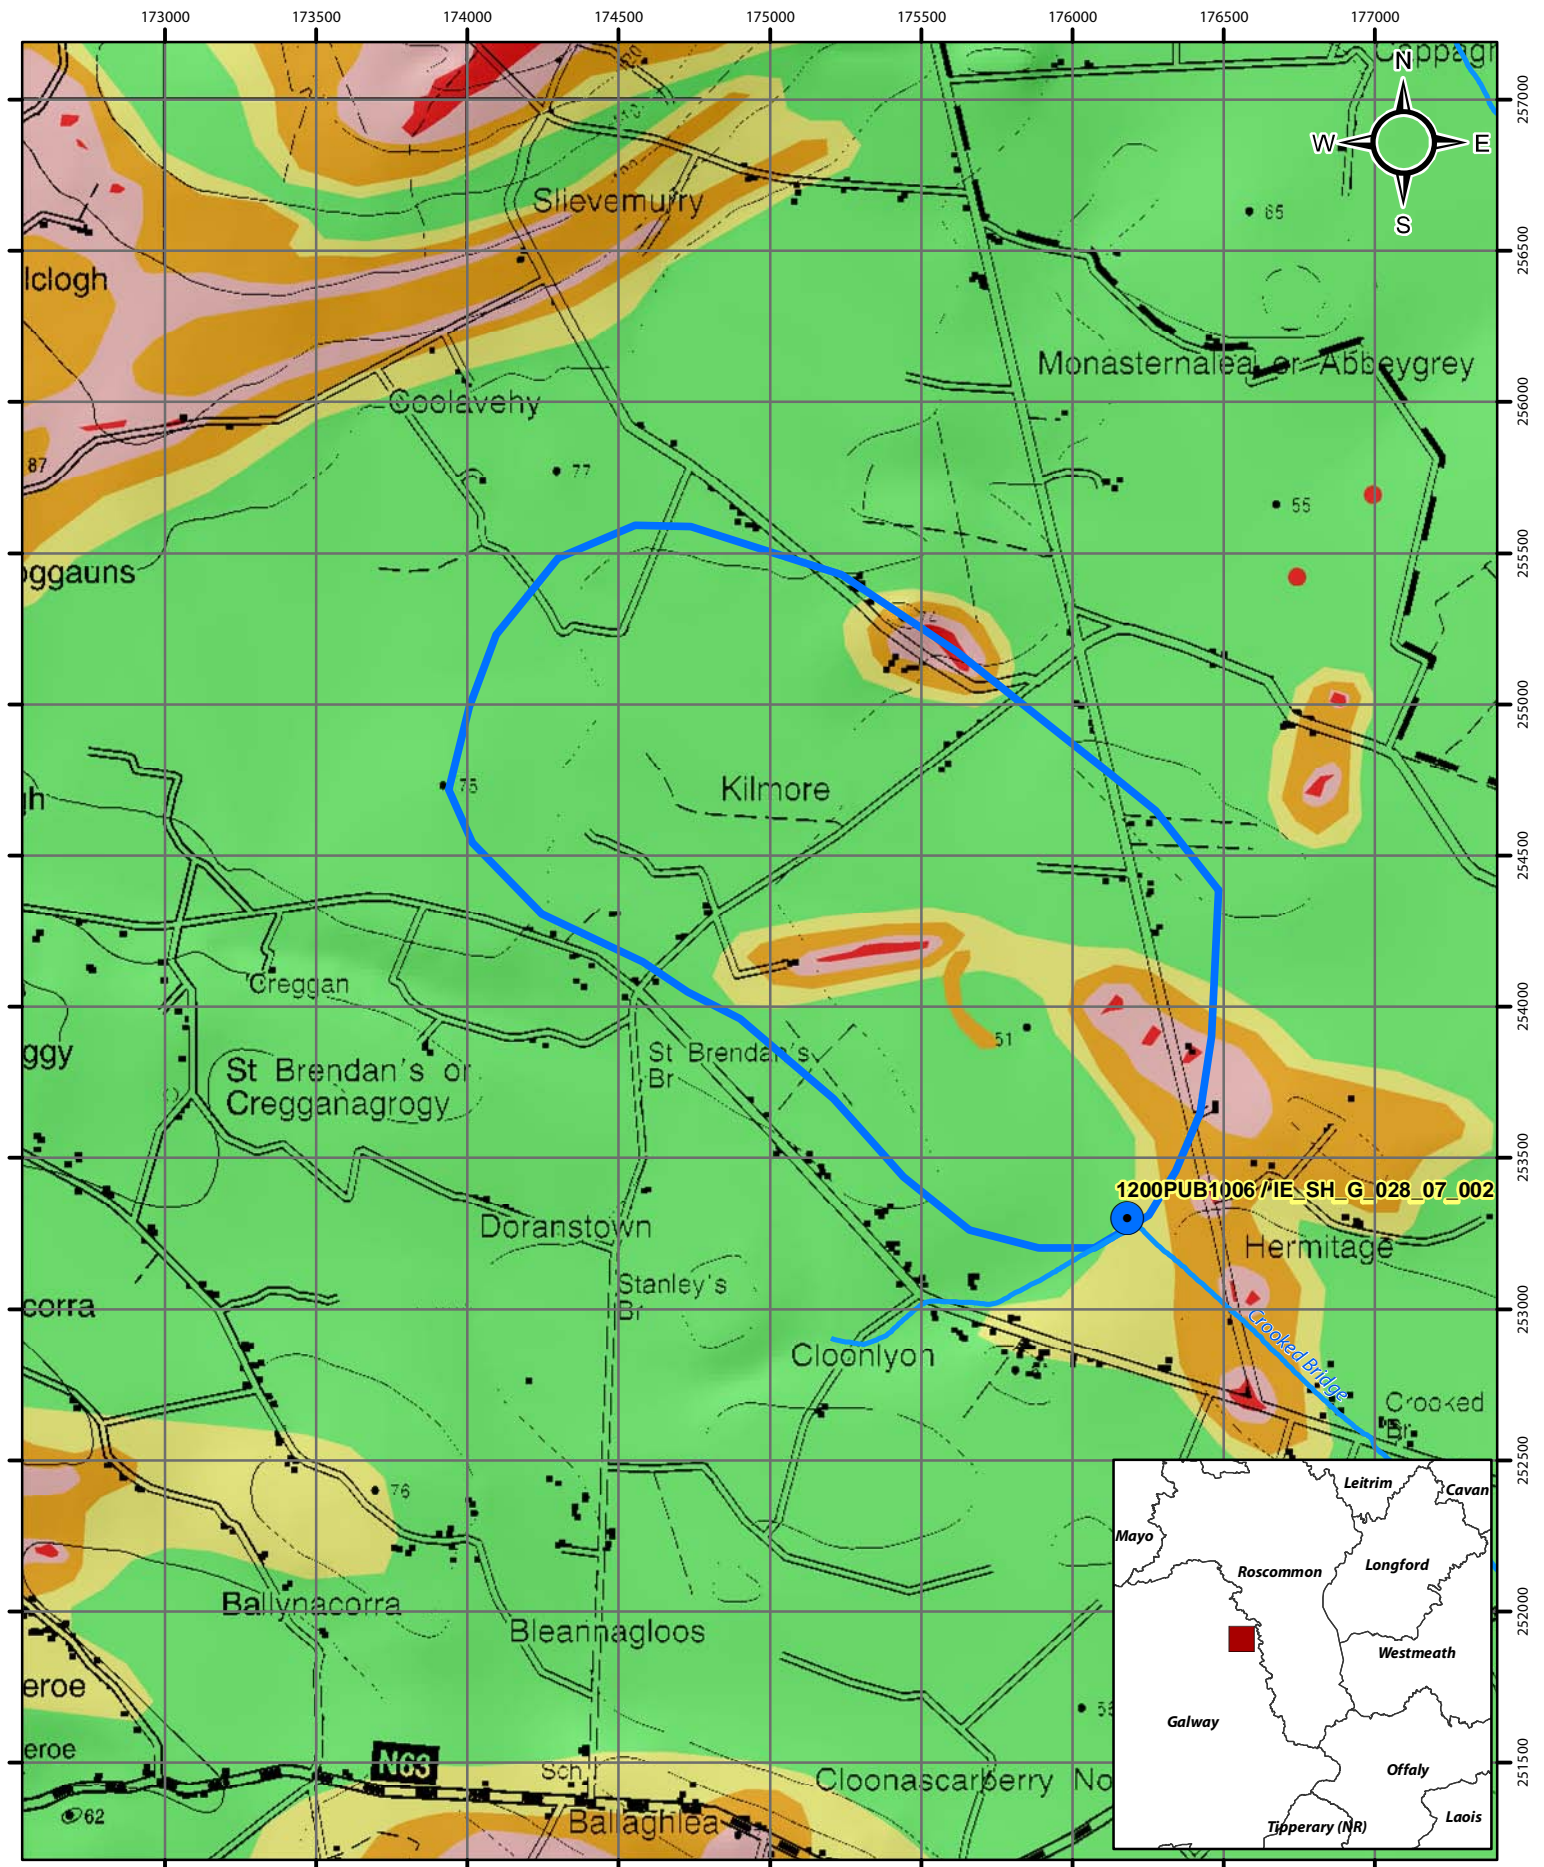 173000 173500 174000 174500 175000 175500 176000 176500 177000
N
W E
S
257000
Slievemurry
65
256500
lclogh
Monasternalea or Abbeygrey
256000
Coolavehy
87
77
55
255500
oggauns
72
255000
75
Kilmore
h
254500
Creggan
254000
51
ggy
St Brendan's or
Cregganagrogy
St Brendan's
Br
253500
1200PUB1006 / IE_SH_G_028_07_002
Doranstown
Hermitage
Stanley's
Br
corra
253000
Crooked Bridge
Cloonlyon
Crooked
Br
252500
76
Leitrim
Cavan
Mayo
Roscommon
Longford
Ballynacorra
252000
Bleannagloos
Westmeath
eroe
Galway
eroe
N63
Sch
251500
Cloonascarberry No
Offaly
62
Ballaghlea
Tipperary (NR)
Laois